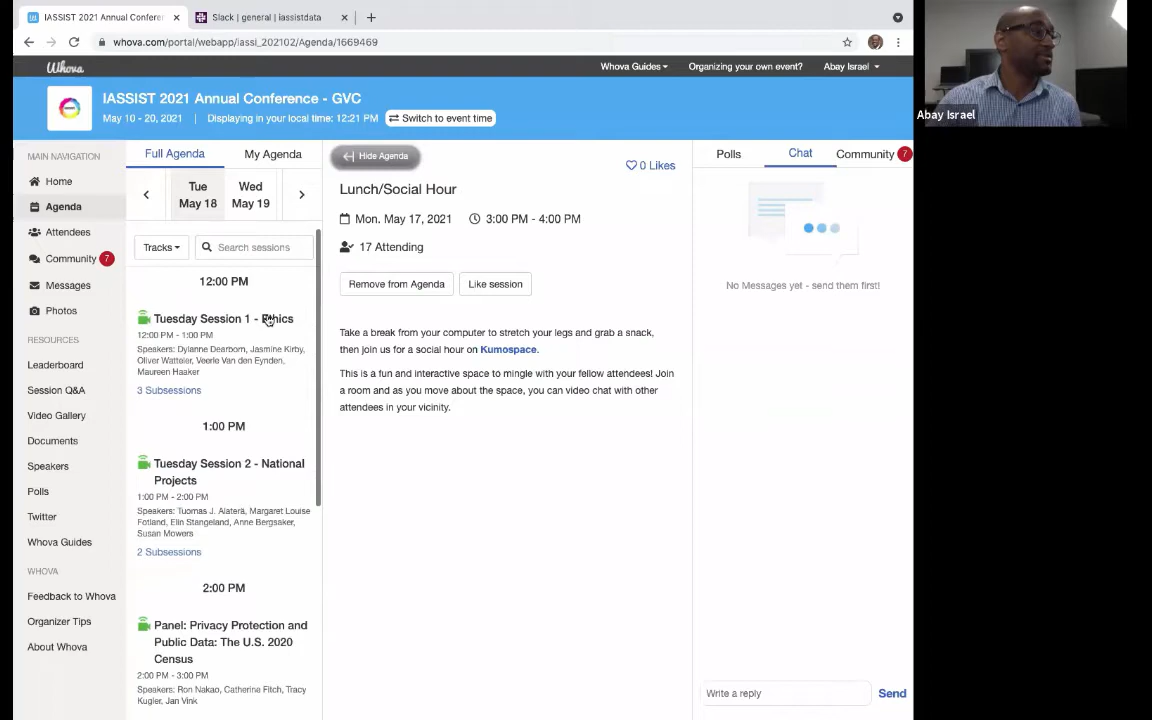 IASSIST 2021 Annual Conferen
Slack | general | iassistdata
whova.com/portal/webapp/iassi_202102/Agenda/1669469
Whova
Whova Guides
Organizing your own event?
Abay Israel
IASSIST 2021 Annual Conference - GVC
May 10 - 20, 2021 | Displaying in your local time: 12:21 PM
Switch to event time
MAIN NAVIGATION
Home
Agenda
Attendees
Community 7
Messages
Photos
RESOURCES
Leaderboard
Session Q&A
Video Gallery
Documents
Speakers
Polls
Twitter
Whova Guides
WHOVA
Feedback to Whova
Organizer Tips
About Whova
Full Agenda
My Agenda
Tue
May 18
Wed
May 19
Tracks
Search sessions
12:00 PM
Tuesday Session 1 - Ethics
12:00 PM - 1:00 PM
Speakers: Dylanne Dearborn, Jasmine Kirby,
Oliver Watteler, Veerle Van den Eynden,
Maureen Haaker
3 Subsessions
1:00 PM
Tuesday Session 2 - National
Projects
1:00 PM - 2:00 PM
Speakers: Tuomas J. Alaterä, Margaret Louise
Fotland, Elin Stangeland, Anne Bergsaker,
Susan Mowers
2 Subsessions
2:00 PM
Panel: Privacy Protection and
Public Data: The U.S. 2020
Census
2:00 PM - 3:00 PM
Speakers: Ron Nakao, Catherine Fitch, Tracy
Kugler, Jan Vink
Hide Agenda
0 Likes
Lunch/Social Hour
Mon. May 17, 2021
3:00 PM - 4:00 PM
17 Attending
Remove from Agenda
Like session
Take a break from your computer to stretch your legs and grab a snack,
then join us for a social hour on Kumospace.
This is a fun and interactive space to mingle with your fellow attendees! Join
a room and as you move about the space, you can video chat with other
attendees in your vicinity.
Polls
Chat
Community 7
No Messages yet - send them first!
Write a reply
Send
Abay Israel